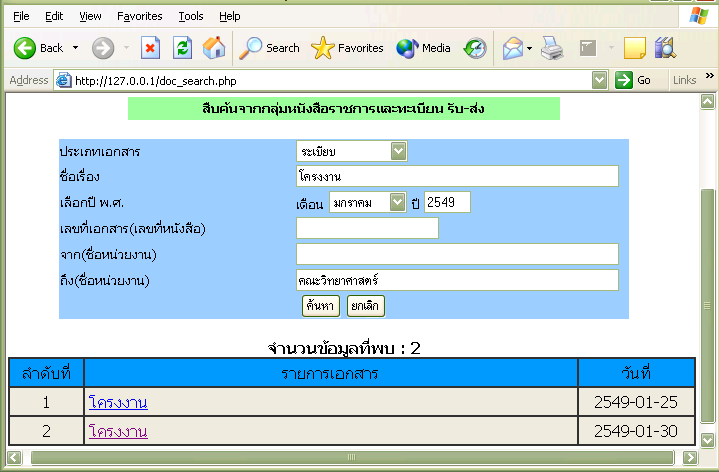 File Edit View Favorites Tools Help
Back Search Favorites Media
Address http://127.0.0.1/doc_search.php Go Links »
สืบค้นจากกลุ่มหนังสือราชการและทะเบียน รับ-ส่ง
ประเภทเอกสาร ระเบียบ
ชื่อเรื่อง โครงงาน
เลือกปี พ.ศ. เดือน มกราคม ปี 2549
เลขที่เอกสาร(เลขที่หนังสือ)
จาก(ชื่อหน่วยงาน)
ถึง(ชื่อหน่วยงาน) คณะวิทยาศาสตร์
ค้นหา ยกเลิก
จำนวนข้อมูลที่พบ : 2
ลำดับที่ รายการเอกสาร วันที่
1 โครงงาน 2549-01-25
2 โครงงาน 2549-01-30